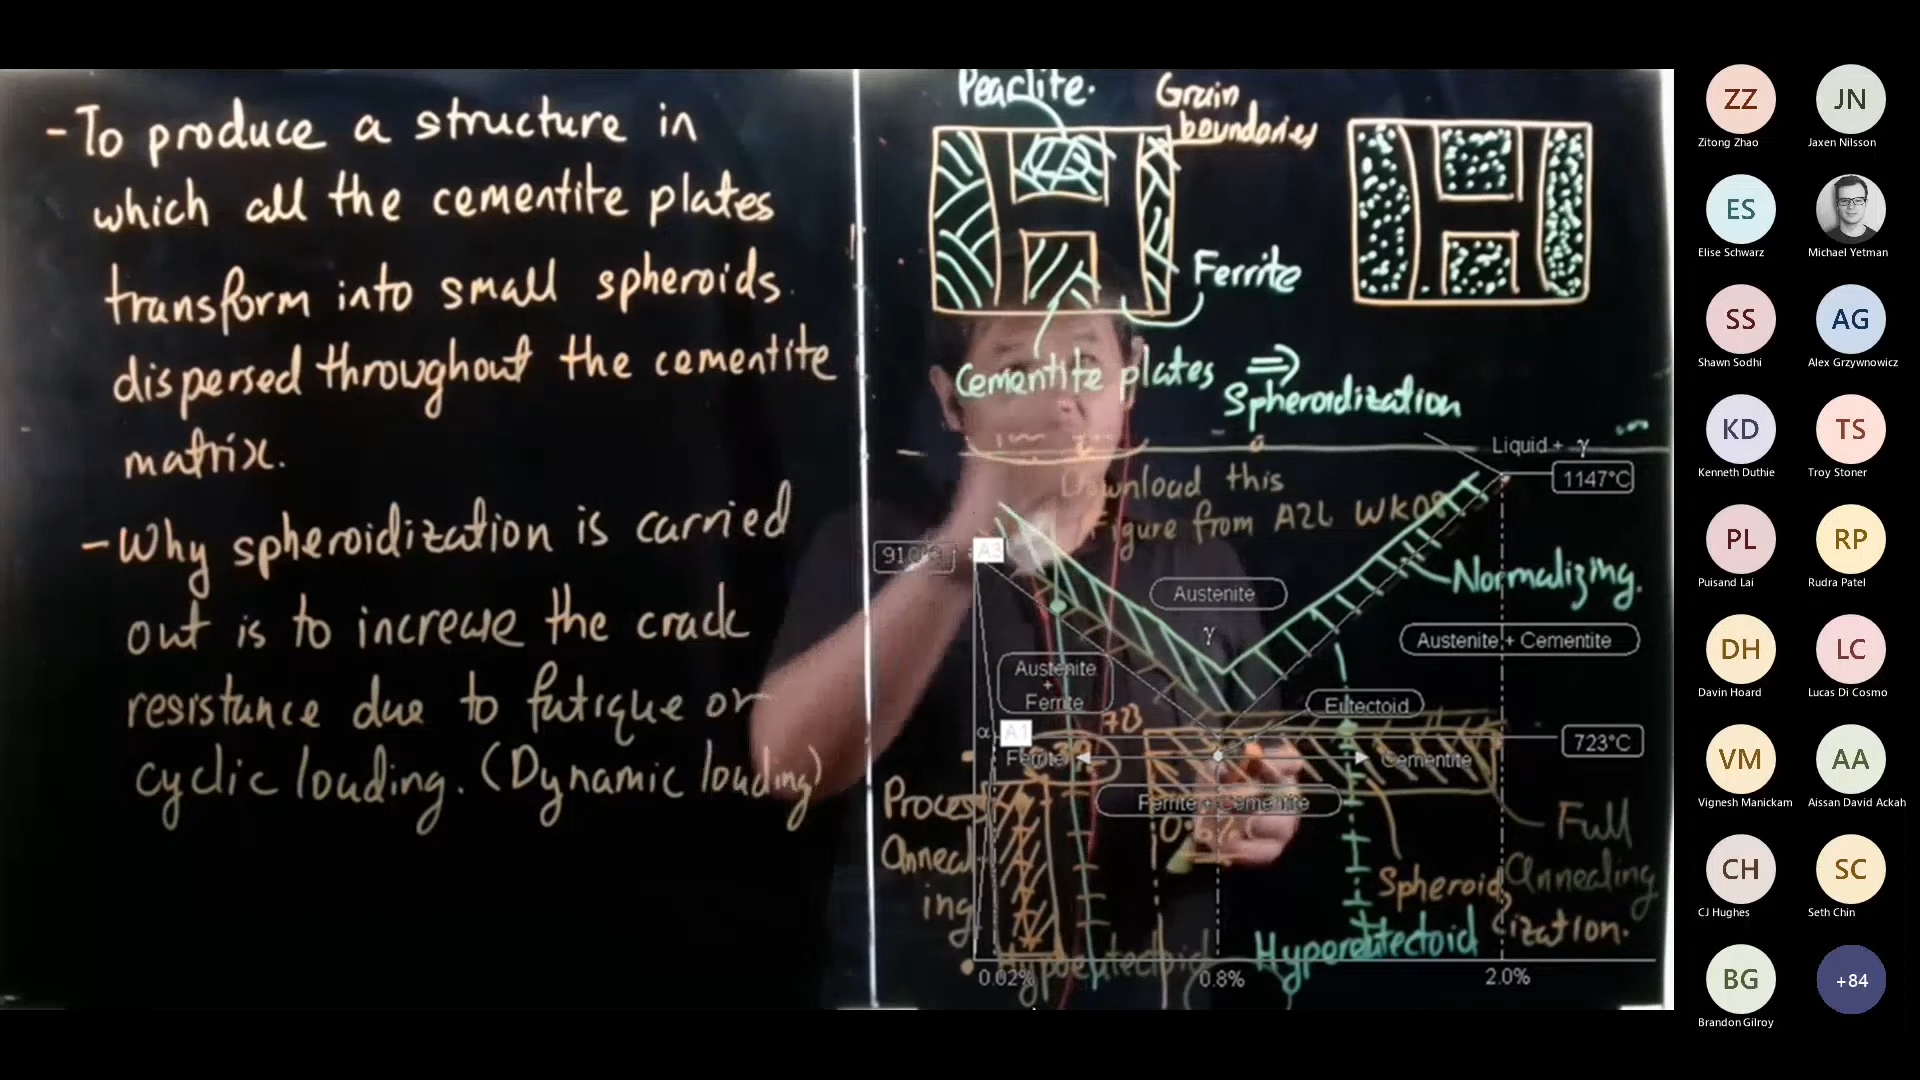 - To produce a structure in
which all the cementite plates
transform into small spheroids.
dispersed throughout the cementite
matrix.
- Why spheroidization is carried
out is to increase the crack
resistance due to fatigue or
cyclic loading. (Dynamic loading)
Pearlite.
Grain
boundaries
Ferrite
Cementite plates
⇒
Spheroidization
Download this
Figure from A2L WK08
Liquid + γ
1147°C
910°C
A3
Normalizing.
Austenite
γ
Austenite + Cementite
Austenite
+
Ferrite
Eutectoid
723
α
A1
723°C
Ferrite
Cementite
Ferrite + Cementite
Process
Anneal
ing
Full
Annealing
Spheroid
ization.
Hypoeutectoid
Hypereutectoid
0.02%
0.8%
2.0%
ZZ
Zitong Zhao
JN
Jaxen Nilsson
ES
Elise Schwarz
Michael Yetman
SS
Shawn Sodhi
AG
Alex Grzywnowicz
KD
Kenneth Duthie
TS
Troy Stoner
PL
Puisand Lai
RP
Rudra Patel
DH
Davin Hoard
LC
Lucas Di Cosmo
VM
Vignesh Manickam
AA
Aissan David Ackah
CH
CJ Hughes
SC
Seth Chin
BG
Brandon Gilroy
+84